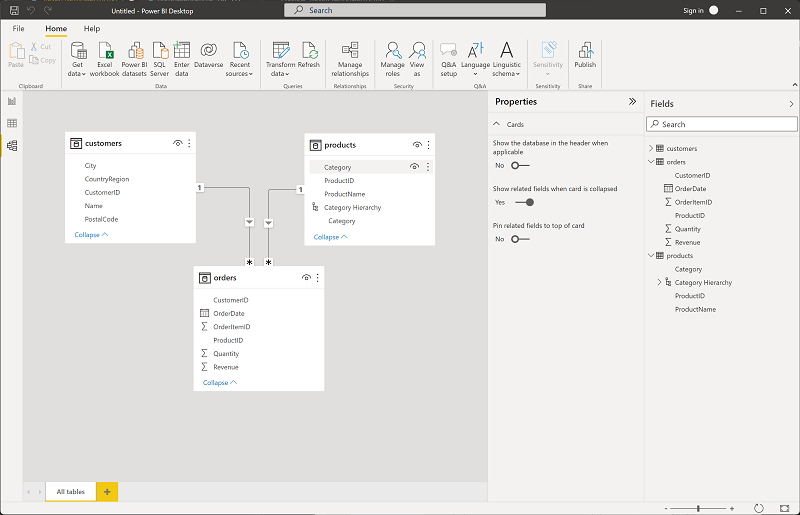 Untitled - Power BI Desktop
Search
Sign in
File
Home
Help
Paste
Cut
Copy
Get data
Excel workbook
Power BI datasets
SQL Server
Enter data
Dataverse
Recent sources
Transform data
Refresh
Manage relationships
Manage roles
View as
Q&A setup
Language
Linguistic schema
Sensitivity
Publish
Clipboard
Data
Queries
Relationships
Security
Q&A
Sensitivity
Share
customers
City
CountryRegion
CustomerID
Name
PostalCode
Collapse
products
Category
ProductID
ProductName
Category Hierarchy
Category
Collapse
1
1
*
*
orders
CustomerID
OrderDate
OrderItemID
ProductID
Quantity
Revenue
Collapse
All tables
Properties
Cards
Show the database in the header when
applicable
No
Show related fields when card is collapsed
Yes
Pin related fields to top of card
No
Fields
Search
customers
orders
CustomerID
OrderDate
OrderItemID
ProductID
Quantity
Revenue
products
Category
Category Hierarchy
ProductID
ProductName